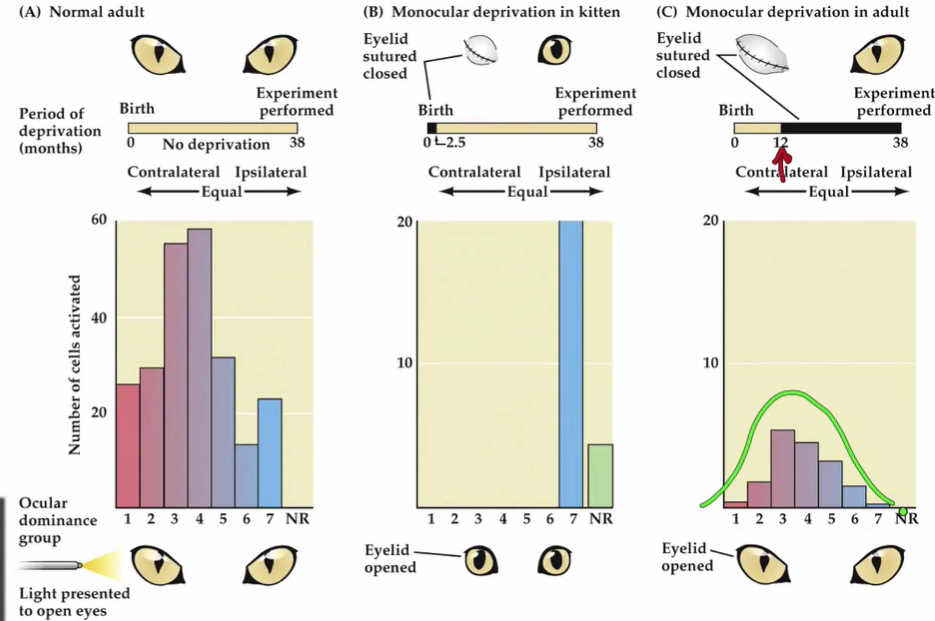 (A) Normal adult
Period of
deprivation
(months)
Birth
Experiment
performed
0
No deprivation
38
Contralateral Ipsilateral
Equal
Number of cells activated
60
40
20
1 2 3 4 5 6 7 NR
Ocular
dominance
group
Light presented
to open eyes
(B) Monocular deprivation in kitten
Eyelid
sutured
closed
Birth
Experiment
performed
0
2.5
38
Contralateral Ipsilateral
Equal
20
10
1 2 3 4 5 6 7 NR
Eyelid
opened
(C) Monocular deprivation in adult
Eyelid
sutured
closed
Birth
Experiment
performed
0
12
38
Contralateral Ipsilateral
Equal
20
10
1 2 3 4 5 6 7 NR
Eyelid
opened